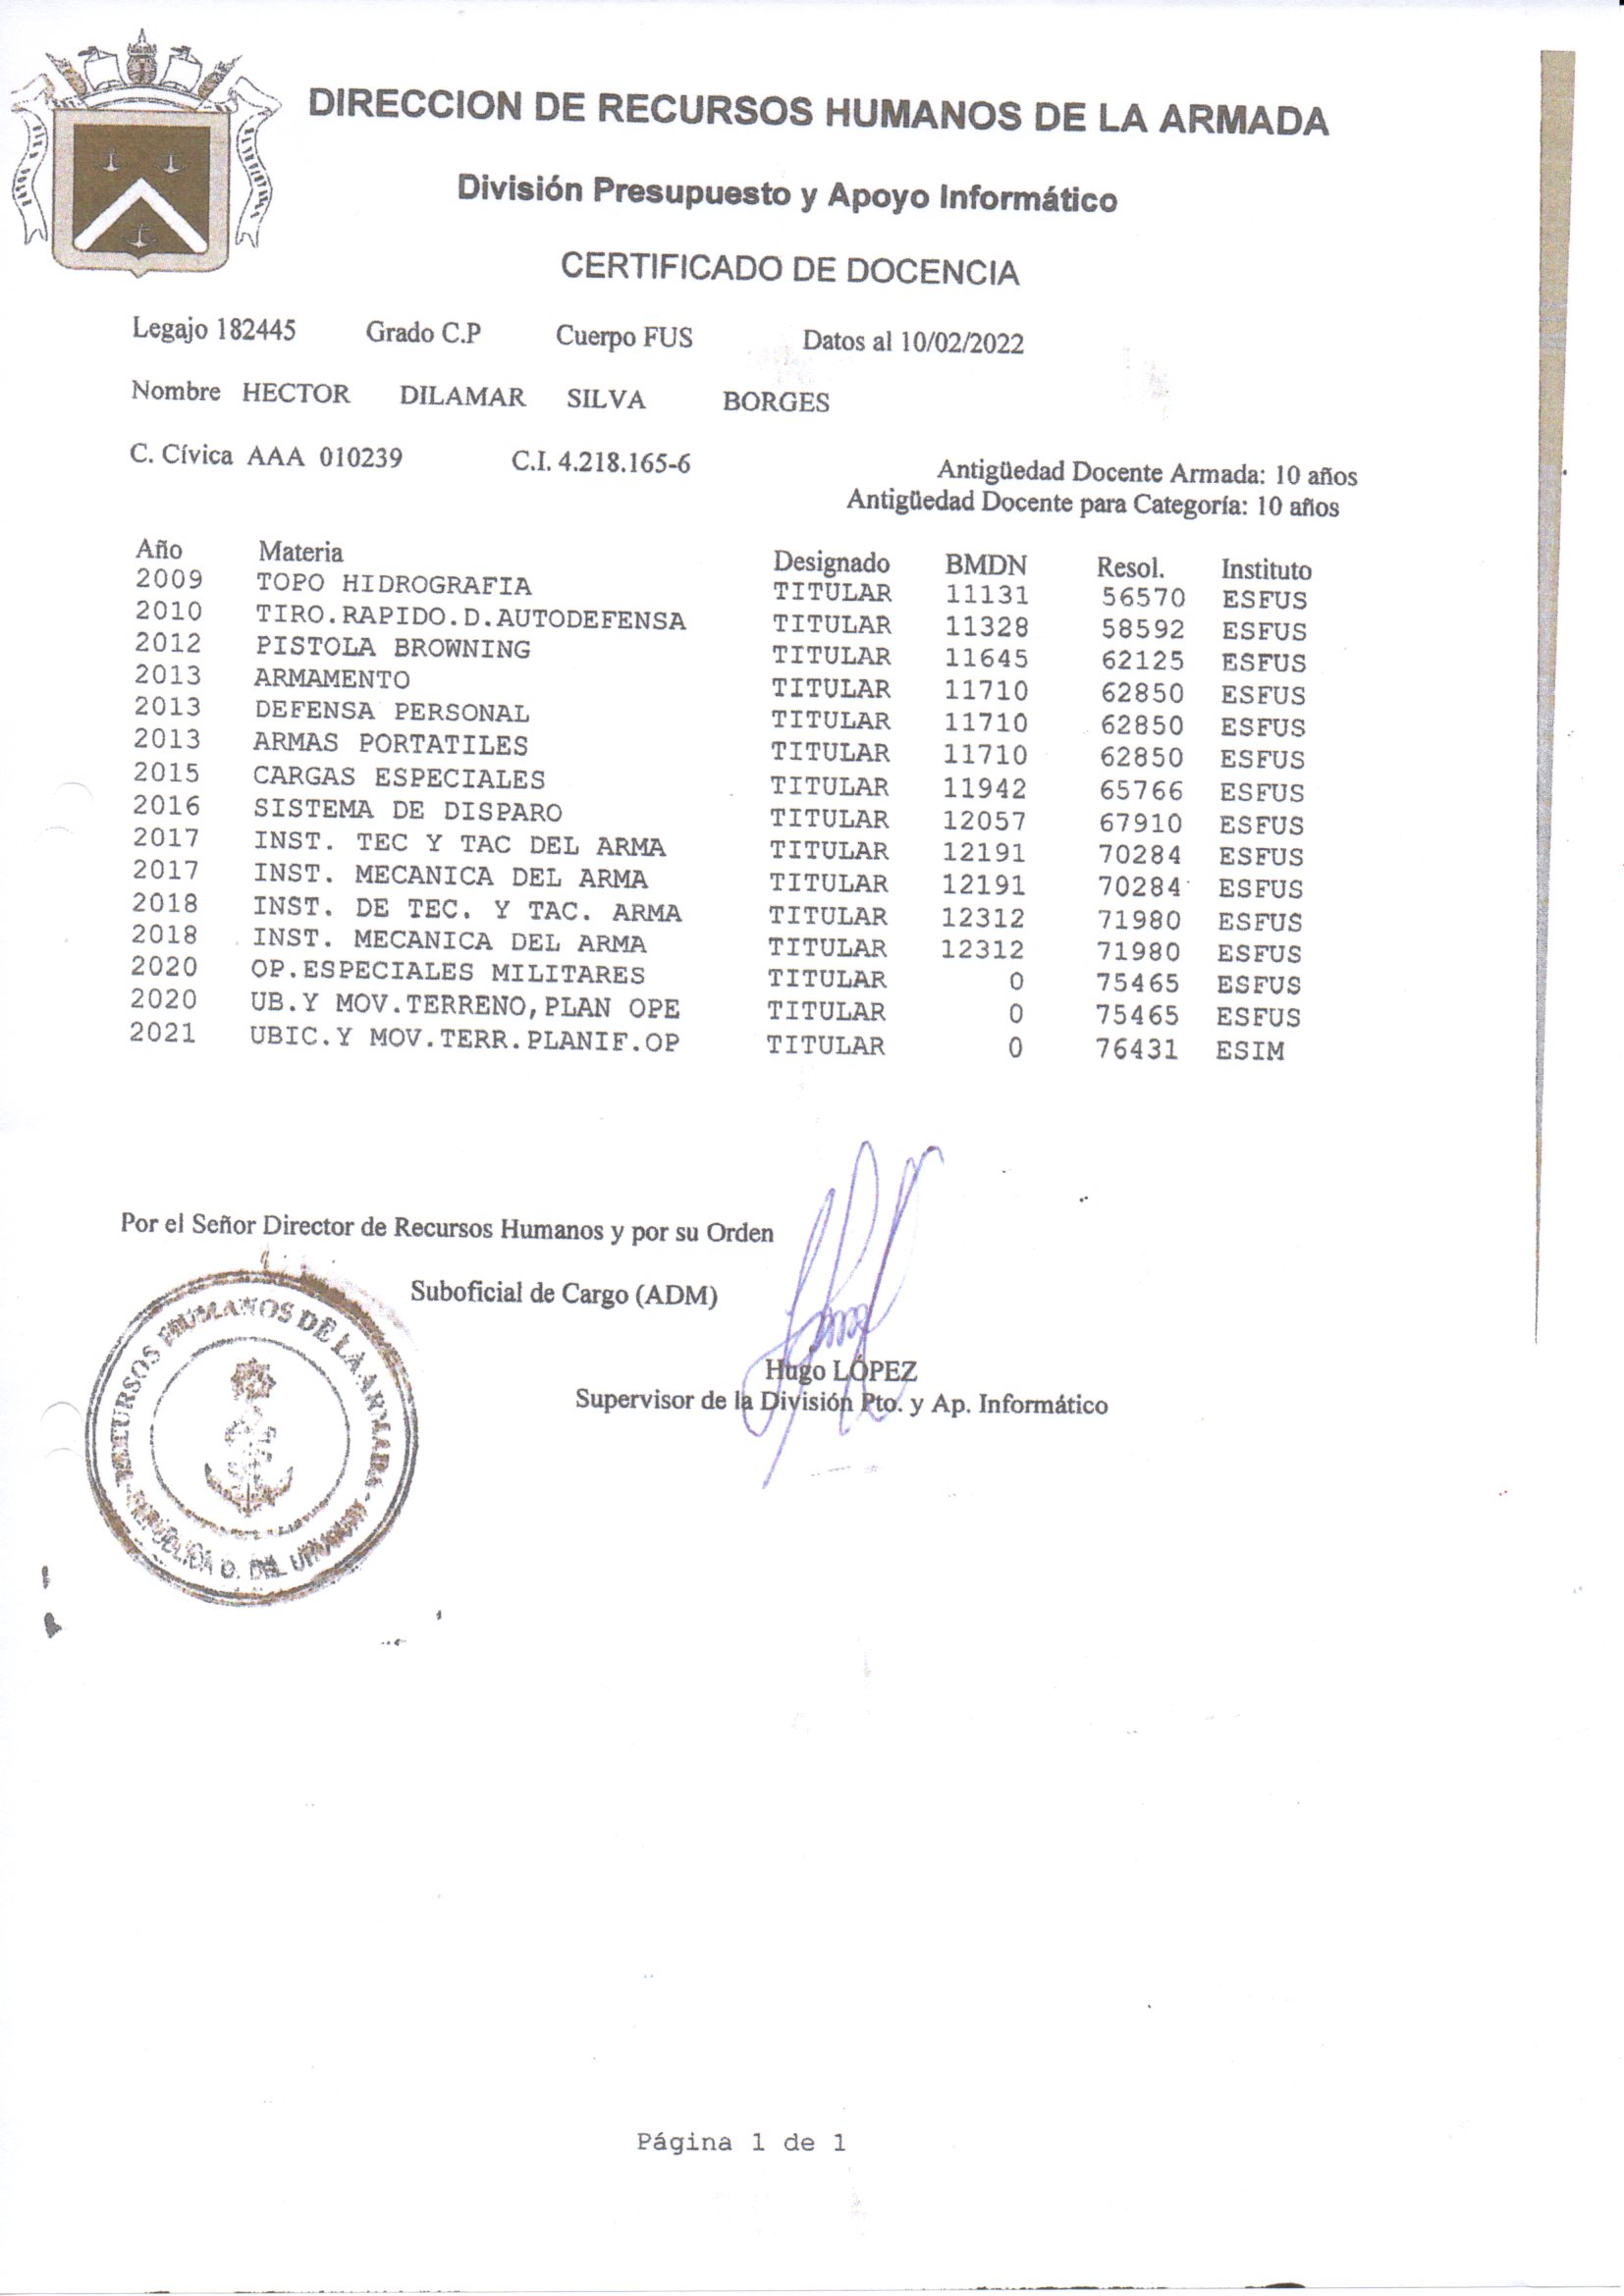 DIRECCION DE RECURSOS HUMANOS DE LA ARMADA
División Presupuesto y Apoyo Informático
CERTIFICADO DE DOCENCIA
Legajo 182445 Grado C.P Cuerpo FUS Datos al 10/02/2022
Nombre HECTOR DILAMAR SILVA BORGES
C. Cívica AAA 010239 C.I. 4.218.165-6
Antigüedad Docente Armada: 10 años
Antigüedad Docente para Categoría: 10 años
Año Materia Designado BMDN Resol. Instituto
2009 TOPO HIDROGRAFIA TITULAR 11131 56570 ESFUS
2010 TIRO.RAPIDO.D.AUTODEFENSA TITULAR 11328 58592 ESFUS
2012 PISTOLA BROWNING TITULAR 11645 62125 ESFUS
2013 ARMAMENTO TITULAR 11710 62850 ESFUS
2013 DEFENSA PERSONAL TITULAR 11710 62850 ESFUS
2013 ARMAS PORTATILES TITULAR 11710 62850 ESFUS
2015 CARGAS ESPECIALES TITULAR 11942 65766 ESFUS
2016 SISTEMA DE DISPARO TITULAR 12057 67910 ESFUS
2017 INST. TEC Y TAC DEL ARMA TITULAR 12191 70284 ESFUS
2017 INST. MECANICA DEL ARMA TITULAR 12191 70284 ESFUS
2018 INST. DE TEC. Y TAC. ARMA TITULAR 12312 71980 ESFUS
2018 INST. MECANICA DEL ARMA TITULAR 12312 71980 ESFUS
2020 OP.ESPECIALES MILITARES TITULAR 0 75465 ESFUS
2020 UB.Y MOV.TERRENO,PLAN OPE TITULAR 0 75465 ESFUS
2021 UBIC.Y MOV.TERR.PLANIF.OP TITULAR 0 76431 ESIM
Por el Señor Director de Recursos Humanos y por su Orden
Suboficial de Cargo (ADM)
Hugo LÓPEZ
Supervisor de la División Pto. y Ap. Informático
RECURSOS HUMANOS DE LA ARMADA
REPÚBLICA O. DEL URUGUAY
Página 1 de 1